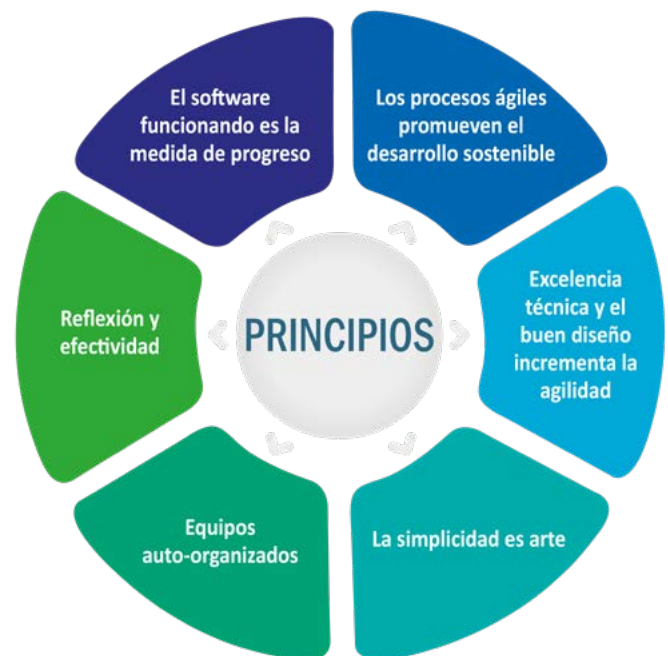 El software
funcionando es la
medida de progreso
Los procesos ágiles
promueven el
desarrollo sostenible
Excelencia
técnica y el
buen diseño
incrementa la
agilidad
La simplicidad es arte
Equipos
auto-organizados
Reflexión y
efectividad
PRINCIPIOS